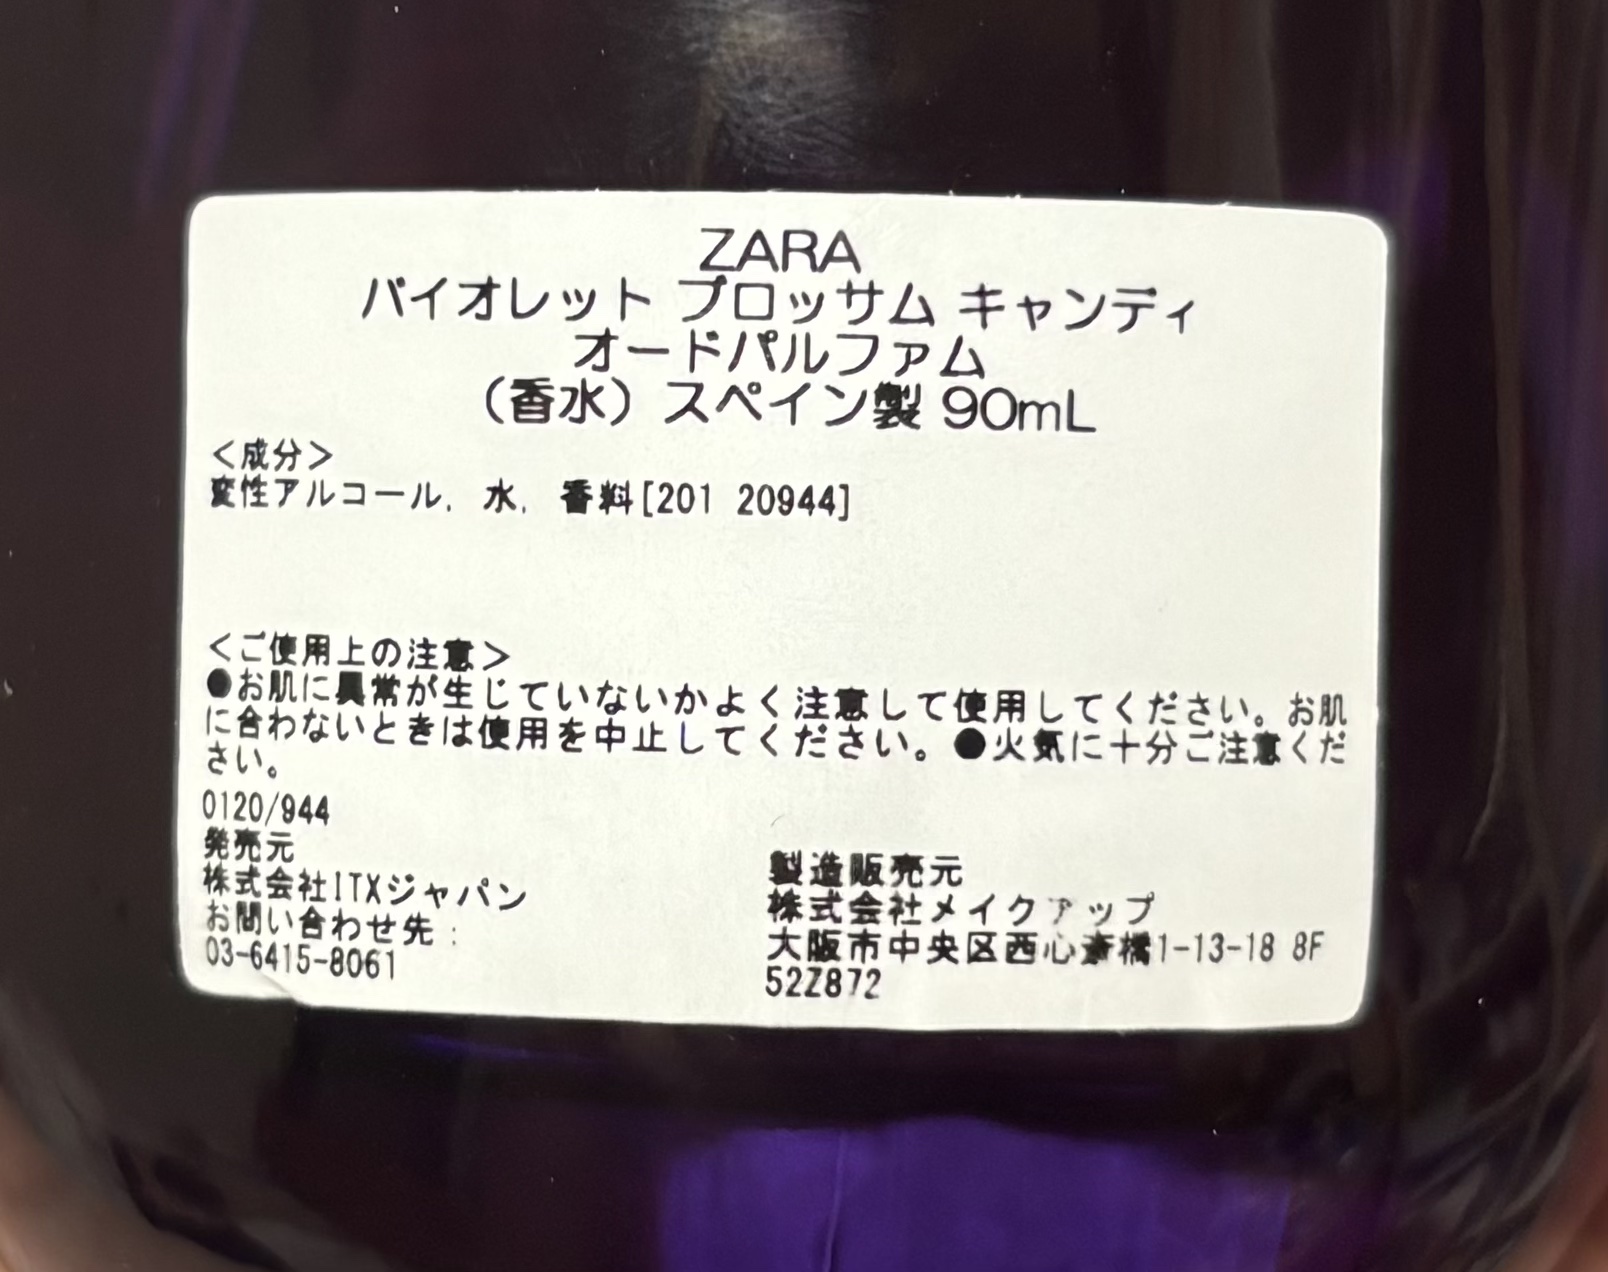 ZARA
バイオレット ブロッサム キャンディ
オードパルファム
（香水）スペイン製 90mL
＜成分＞
変性アルコール, 水, 香料[201 20944]
＜ご使用上の注意＞
●お肌に異常が生じていないかよく注意して使用してください。お肌
に合わないときは使用を中止してください。●火気に十分ご注意くだ
さい。
0120/944
発売元
株式会社ITXジャパン
お問い合わせ先：
03-6415-8061
製造販売元
株式会社メイクアップ
大阪市中央区西心斎橋1-13-18 8F
52Z872